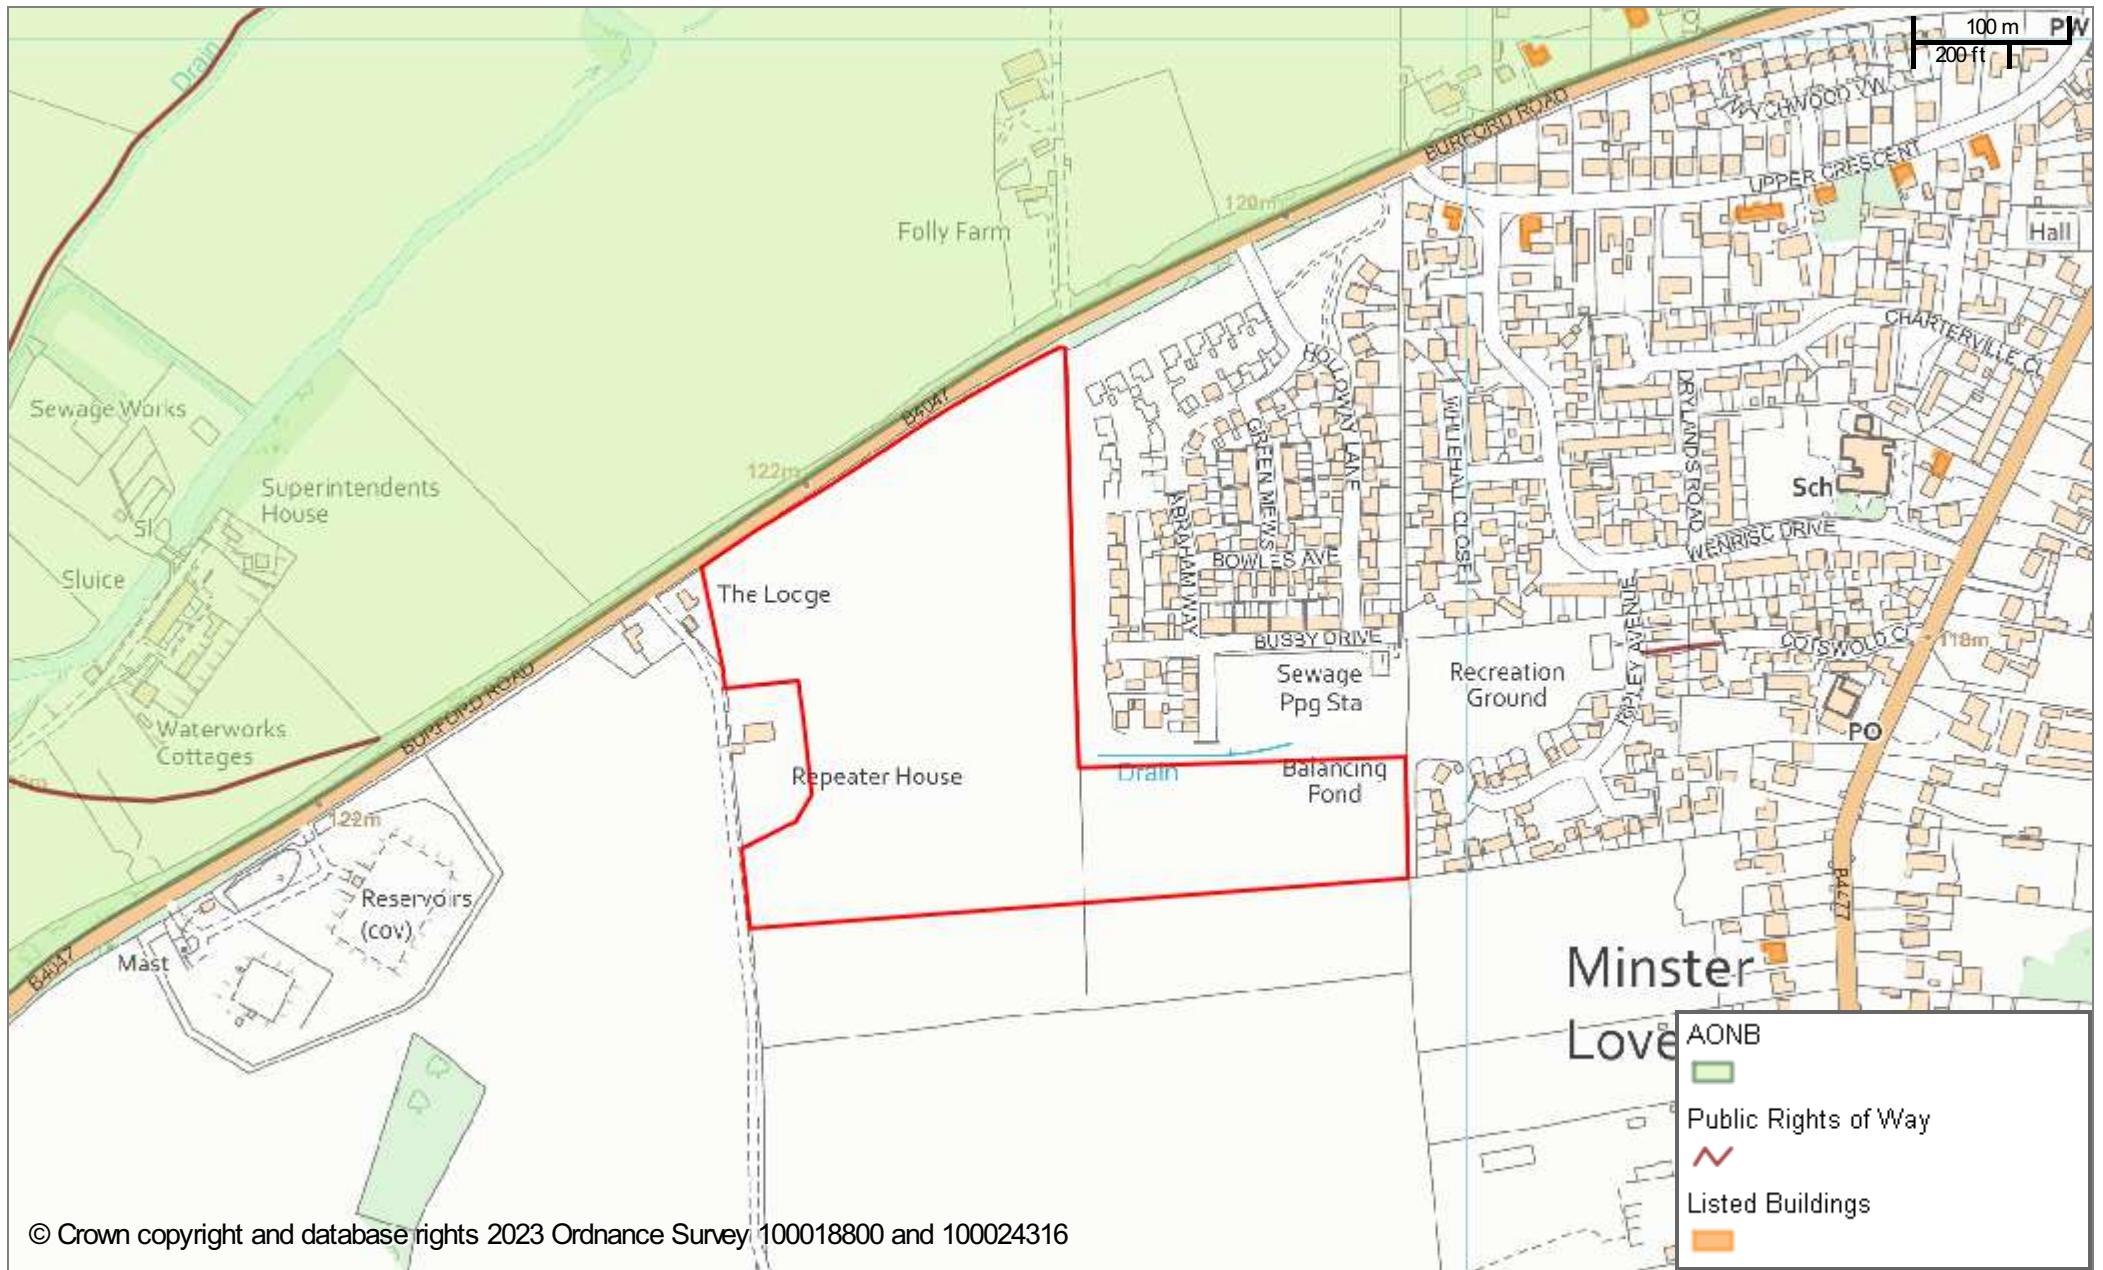 100 m
PW
200 ft
Drain
BURFORD ROAD
WYCHWOOD VW
UPPER CRESCENT
120m
Folly Farm
Hall
CHARTERVILLE CL
HOLLOWAY LANE
B4047
Sewage Works
WHITEHALL CLOSE
DRYLANDS ROAD
GREEN MEWS
122m
Superintendents
House
Sch
Sl
ABRAHAM WAY
WENRISC DRIVE
BOWLES AVE
Sluice
The Locge
RIPLEY AVENUE
BUSBY DRIVE
COTSWOLD CL
118m
Sewage
Ppg Sta
Recreation
Ground
BURFORD ROAD
Waterworks
Cottages
PO
Repeater House
Drain
Balancing
Pond
122m
B4477
Reservoirs
(cov)
Mast
B4047
Minster
Love
AONB
Public Rights of Way
Listed Buildings
© Crown copyright and database rights 2023 Ordnance Survey 100018800 and 100024316